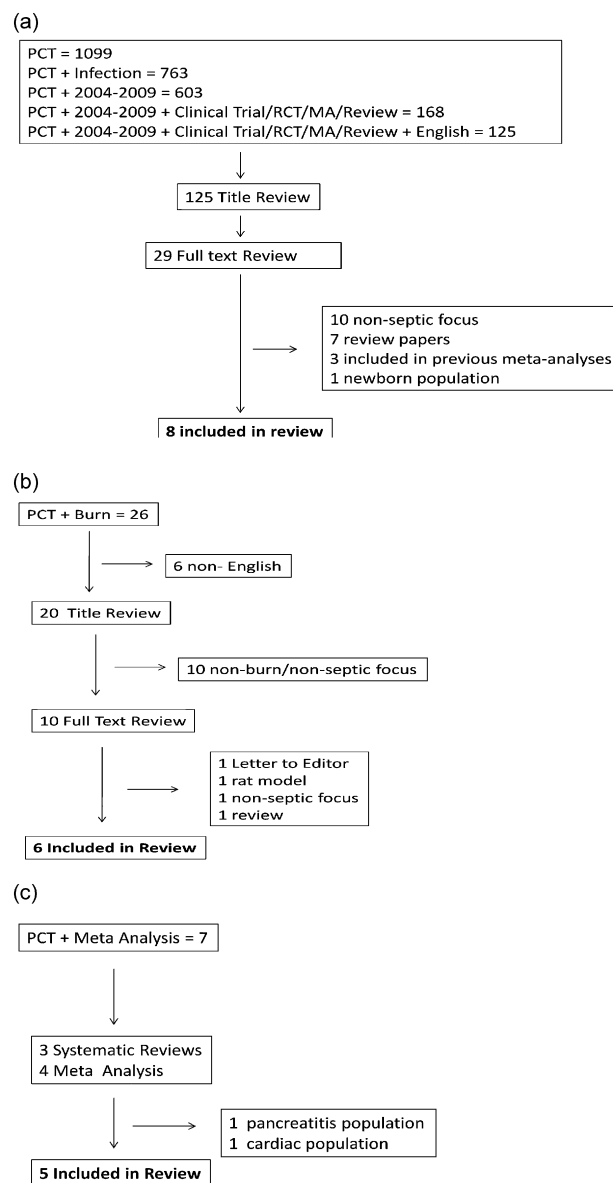 (a)
PCT = 1099
PCT + Infection = 763
PCT + 2004-2009 = 603
PCT + 2004-2009 + Clinical Trial/RCT/MA/Review = 168
PCT + 2004-2009 + Clinical Trial/RCT/MA/Review + English = 125
125 Title Review
29 Full text Review
10 non-septic focus
7 review papers
3 included in previous meta-analyses
1 newborn population
8 included in review
(b)
PCT + Burn = 26
6 non- English
20 Title Review
10 non-burn/non-septic focus
10 Full Text Review
1 Letter to Editor
1 rat model
1 non-septic focus
1 review
6 Included in Review
(c)
PCT + Meta Analysis = 7
3 Systematic Reviews
4 Meta Analysis
1 pancreatitis population
1 cardiac population
5 Included in Review